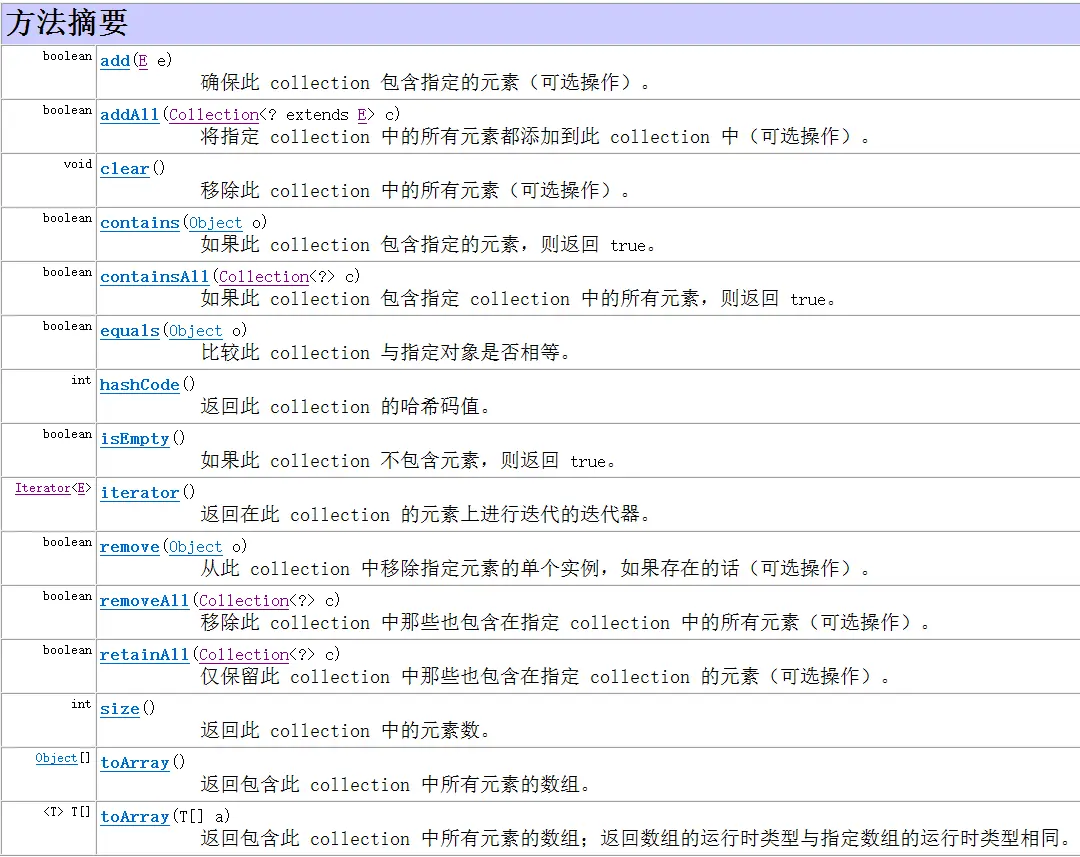 方法摘要
boolean add(E e)
确保此 collection 包含指定的元素（可选操作）。
boolean addAll(Collection<? extends E> c)
将指定 collection 中的所有元素都添加到此 collection 中（可选操作）。
void clear()
移除此 collection 中的所有元素（可选操作）。
boolean contains(Object o)
如果此 collection 包含指定的元素，则返回 true。
boolean containsAll(Collection<?> c)
如果此 collection 包含指定 collection 中的所有元素，则返回 true。
boolean equals(Object o)
比较此 collection 与指定对象是否相等。
int hashCode()
返回此 collection 的哈希码值。
boolean isEmpty()
如果此 collection 不包含元素，则返回 true。
Iterator<E> iterator()
返回在此 collection 的元素上进行迭代的迭代器。
boolean remove(Object o)
从此 collection 中移除指定元素的单个实例，如果存在的话（可选操作）。
boolean removeAll(Collection<?> c)
移除此 collection 中那些也包含在指定 collection 中的所有元素（可选操作）。
boolean retainAll(Collection<?> c)
仅保留此 collection 中那些也包含在指定 collection 的元素（可选操作）。
int size()
返回此 collection 中的元素数。
Object[] toArray()
返回包含此 collection 中所有元素的数组。
<T> T[] toArray(T[] a)
返回包含此 collection 中所有元素的数组；返回数组的运行时类型与指定数组的运行时类型相同。